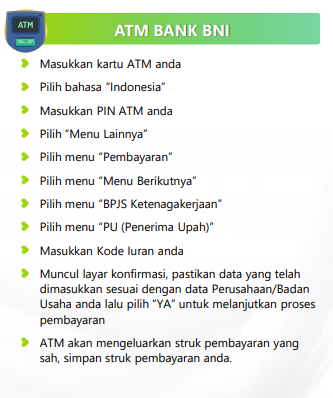 ATM
ATM BANK BNI
Masukkan kartu ATM anda
Pilih bahasa “Indonesia”
Masukkan PIN ATM anda
Pilih “Menu Lainnya”
Pilih menu “Pembayaran”
Pilih menu “Menu Berikutnya”
Pilih menu “BPJS Ketenagakerjaan”
Pilih menu “PU (Penerima Upah)”
Masukkan Kode Iuran anda
Muncul layar konfirmasi, pastikan data yang telah
dimasukkan sesuai dengan data Perusahaan/Badan
Usaha anda lalu pilih “YA” untuk melanjutkan proses
pembayaran
ATM akan mengeluarkan struk pembayaran yang
sah, simpan struk pembayaran anda.